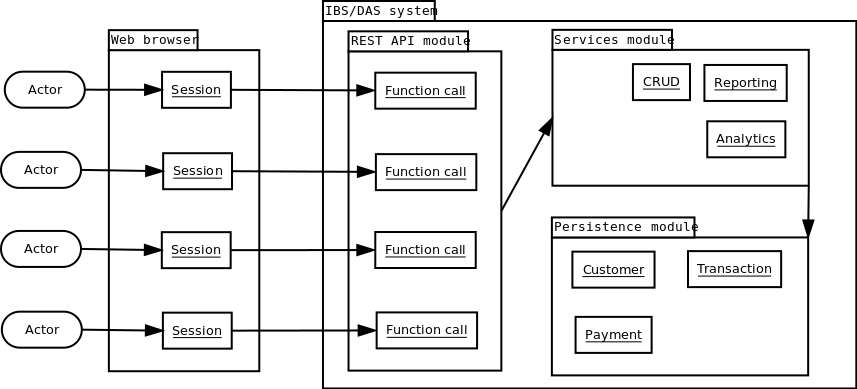 IBS/DAS system
Web browser
REST API module
Services module
Actor
Session
Function call
CRUD
Reporting
Analytics
Actor
Session
Function call
Persistence module
Actor
Session
Function call
Customer
Transaction
Actor
Session
Function call
Payment